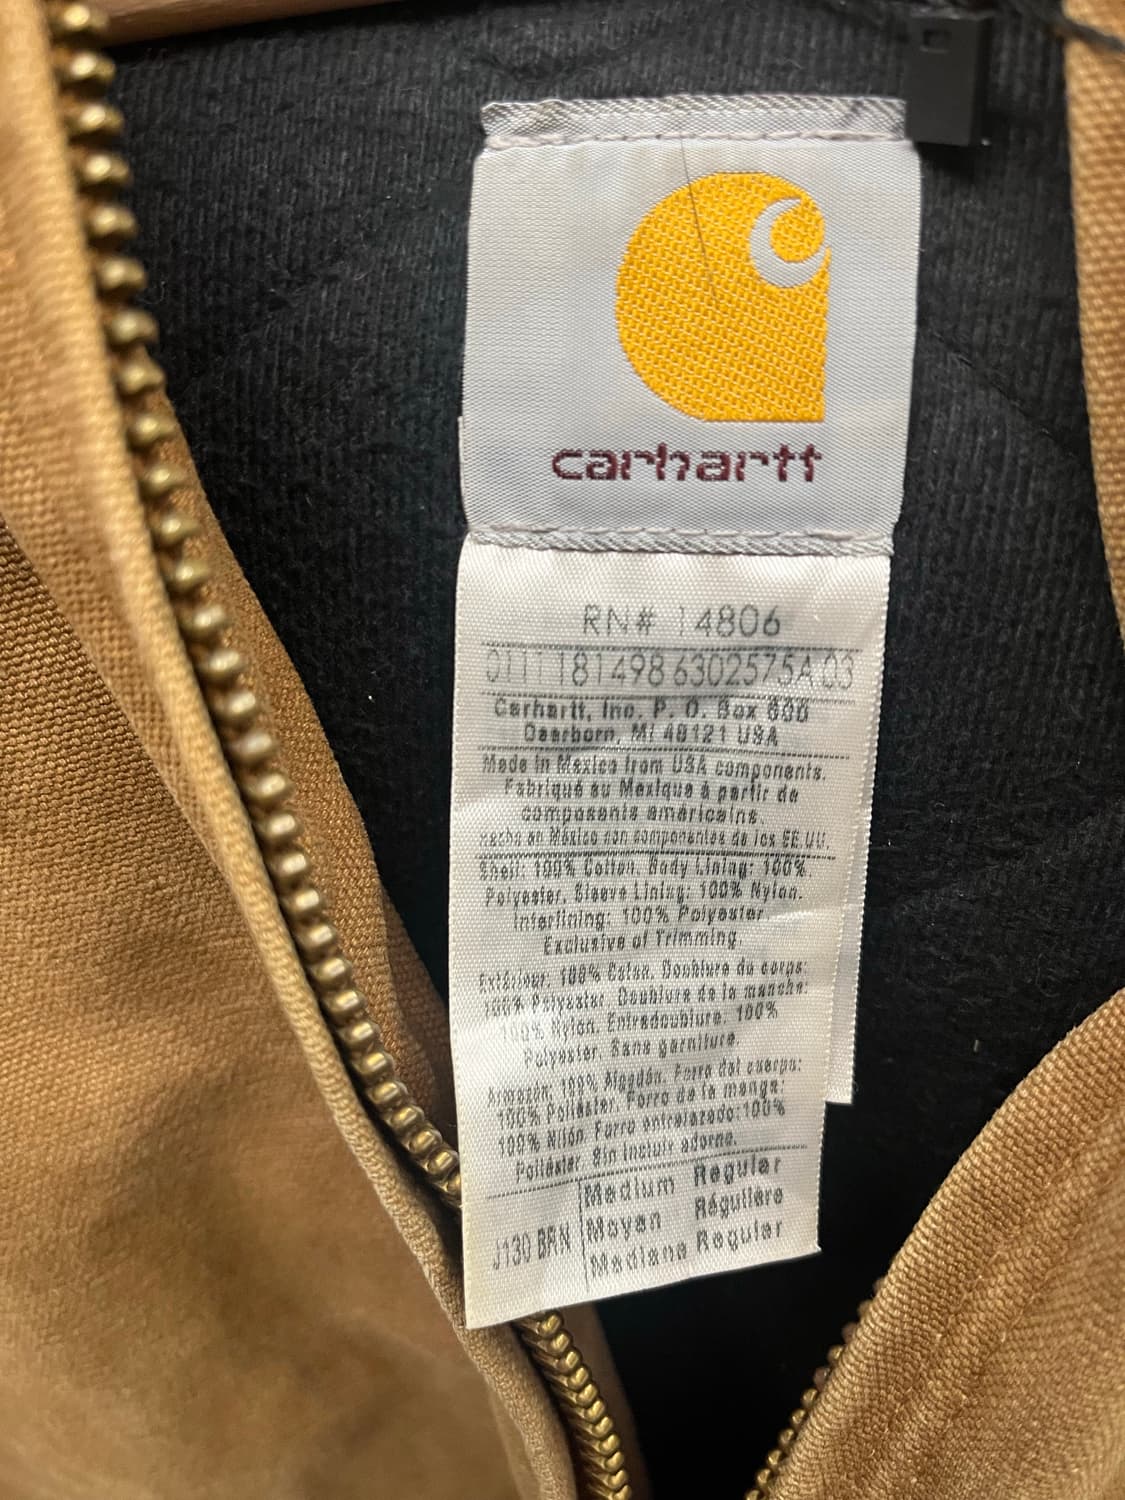 carhartt
RN# 14806
0111181498 6302575A 03
Carhartt, Inc. P. O. Box 600
Dearborn, MI 48121 USA
Made in Mexico from USA components.
Fabriqué au Mexique à partir de
composants américains.
Hecho en México con componentes de los EE.UU.
Shell: 100% Cotton. Body Lining: 100%
Polyester. Sleeve Lining: 100% Nylon.
Interlining: 100% Polyester
Exclusive of Trimming.
Extérieur: 100% Coton. Doublure du corps:
100% Polyester. Doublure de la manche:
100% Nylon. Entredoublure: 100%
Polyester. Sans garniture.
Armazón: 100% Algodón. Forro del cuerpo:
100% Poliéster. Forro de la manga:
100% Nilón. Forro entrelazado:100%
Poliéster. Sin incluir adorno.
J130 BRN
Medium Regular
Moyen Régulière
Mediana Regular